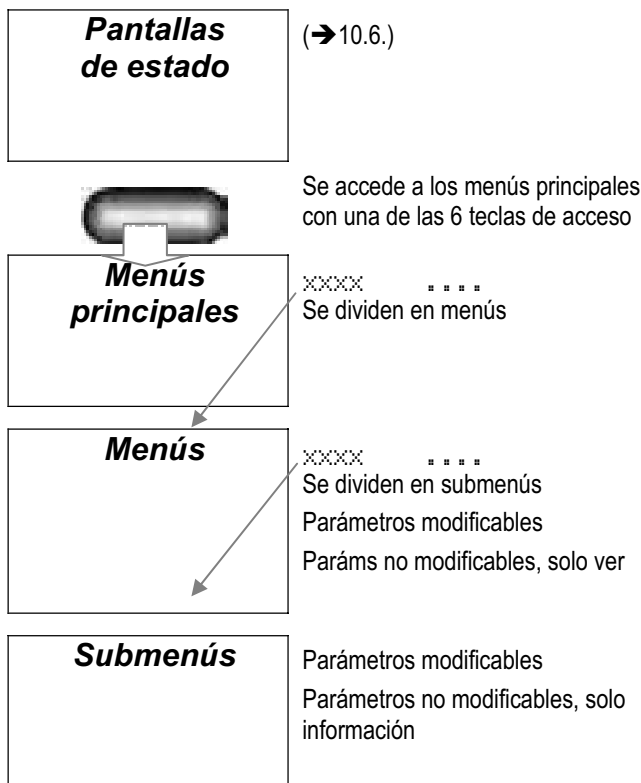 Pantallas
de estado
(➔10.6.)
Se accede a los menús principales
con una de las 6 teclas de acceso
Menús
principales
XXXX ....
Se dividen en menús
Menús
XXXX ....
Se dividen en submenús
Parámetros modificables
Paráms no modificables, solo ver
Submenús
Parámetros modificables
Parámetros no modificables, solo
información